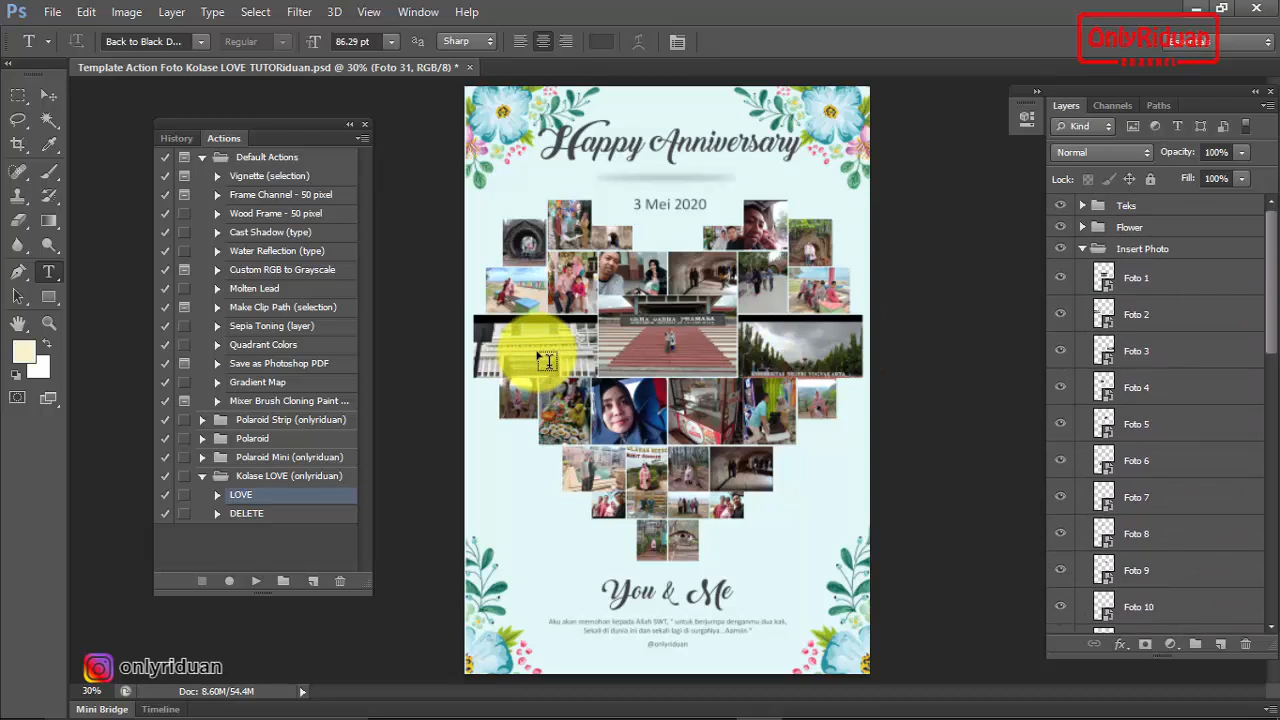 Ps File Edit Image Layer Type Select Filter 3D View Window Help
T Back to Black D... Regular 86.29 pt Sharp
OnlyRiduan
CHANNEL
Template Action Foto Kolase LOVE TUTORiduan.psd @ 30% (Foto 31, RGB/8) *
History Actions
Default Actions
Vignette (selection)
Frame Channel - 50 pixel
Wood Frame - 50 pixel
Cast Shadow (type)
Water Reflection (type)
Custom RGB to Grayscale
Molten Lead
Make Clip Path (selection)
Sepia Toning (layer)
Quadrant Colors
Save as Photoshop PDF
Gradient Map
Mixer Brush Cloning Paint ...
Polaroid Strip (onlyriduan)
Polaroid
Polaroid Mini (onlyriduan)
Kolase LOVE (onlyriduan)
LOVE
DELETE
Happy Anniversary
3 Mei 2020
GRHA SABHA PRAMANA
You & Me
Aku akan memohon kepada Allah SWT, " untuk berjumpa denganmu dua kali,
Sekali di dunia ini dan sekali lagi di surgaNya...Aamiin "
@onlyriduan
Layers Channels Paths
Kind
Normal Opacity: 100%
Lock: Fill: 100%
Teks
Flower
Insert Photo
Foto 1
Foto 2
Foto 3
Foto 4
Foto 5
Foto 6
Foto 7
Foto 8
Foto 9
Foto 10
onlyriduan
30% Doc: 8.60M/54.4M
Mini Bridge Timeline